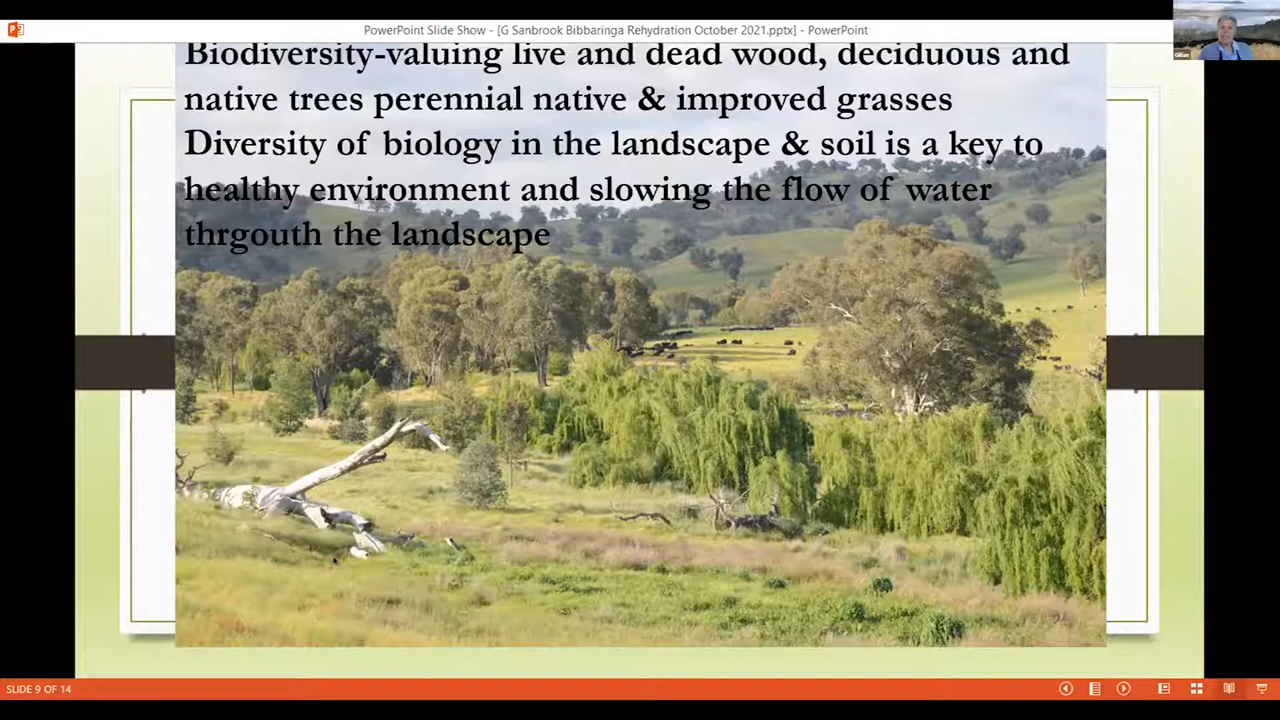 PowerPoint Slide Show - [G Sanbrook Bibbaringa Rehydration October 2021.pptx] - PowerPoint
Gillian
Biodiversity-valuing live and dead wood, deciduous and
native trees perennial native & improved grasses
Diversity of biology in the landscape & soil is a key to
healthy environment and slowing the flow of water
thrgouth the landscape
SLIDE 9 OF 14